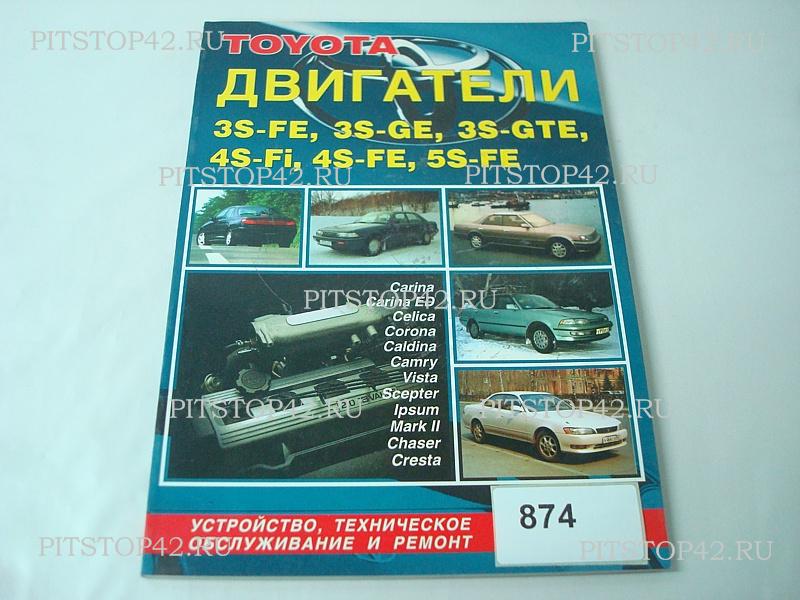 PITSTOP42.RU PITSTOP42.RU
TOYOTA
ДВИГАТЕЛИ
3S-FE, 3S-GE, 3S-GTE,
4S-Fi, 4S-FE, 5S-FE
PITSTOP42.RU PITSTOP42.RU
Carina
Carina ED
PITSTOP42.RU
Celica
Corona
Caldina
Camry
Vista
Scepter
Ipsum
Mark II
Chaser
Cresta
2.0
PITSTOP42.RU PITSTOP42.RU
УСТРОЙСТВО, ТЕХНИЧЕСКОЕ
ОБСЛУЖИВАНИЕ И РЕМОНТ
874
PITSTOP42.RU PITSTOP42.RU